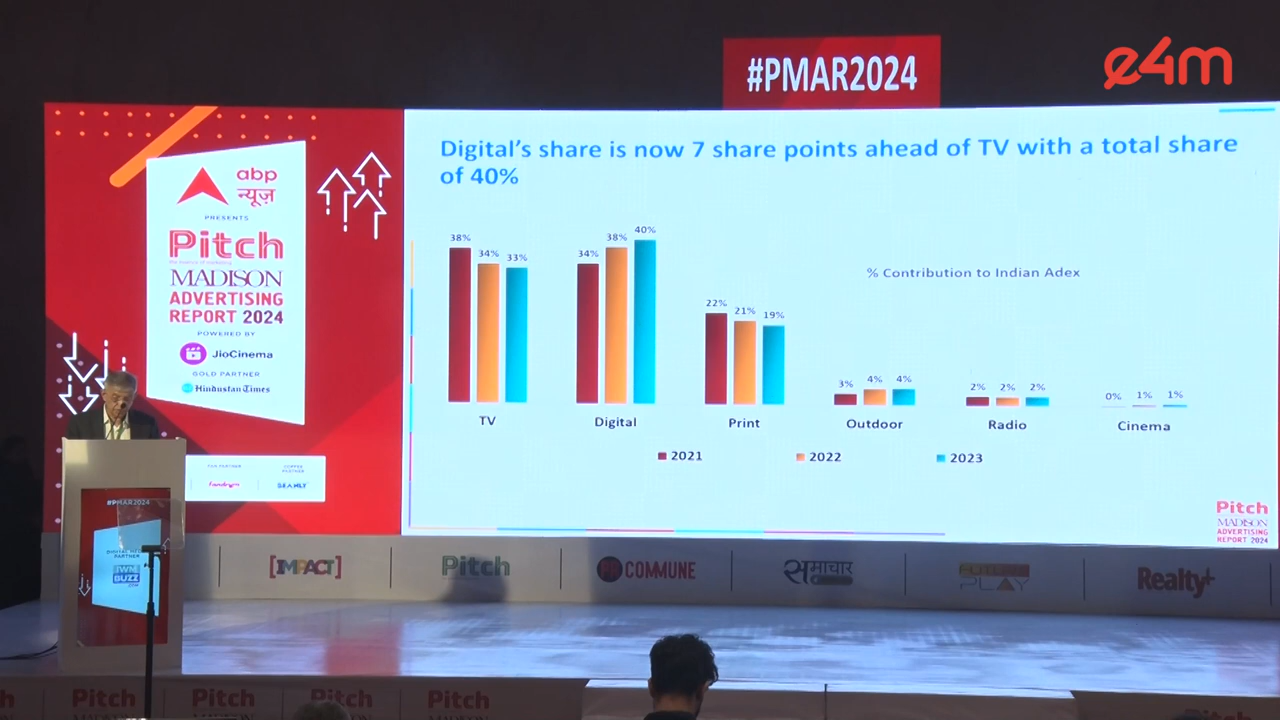 #PMAR2024
e4m
abp
न्यूज़
PRESENTS
Pitch
MADISON
ADVERTISING
REPORT 2024
POWERED BY
JioCinema
GOLD PARTNER
Hindustan Times
Digital's share is now 7 share points ahead of TV with a total share
of 40%
% Contribution to Indian Adex
38% 34% 33%
34% 38% 40%
22% 21% 19%
3% 4% 4%
2% 2% 2%
0% 1% 1%
TV Digital Print Outdoor Radio Cinema
2021 2022 2023
Pitch
MADISON
ADVERTISING
REPORT 2024
#PMAR2024
PARTNER
BUZZ
[IMPACT]
Pitch
COMMUNE
समाचार
PLAY
Realty+
Pitch
Pitch
Pitch
Pitch